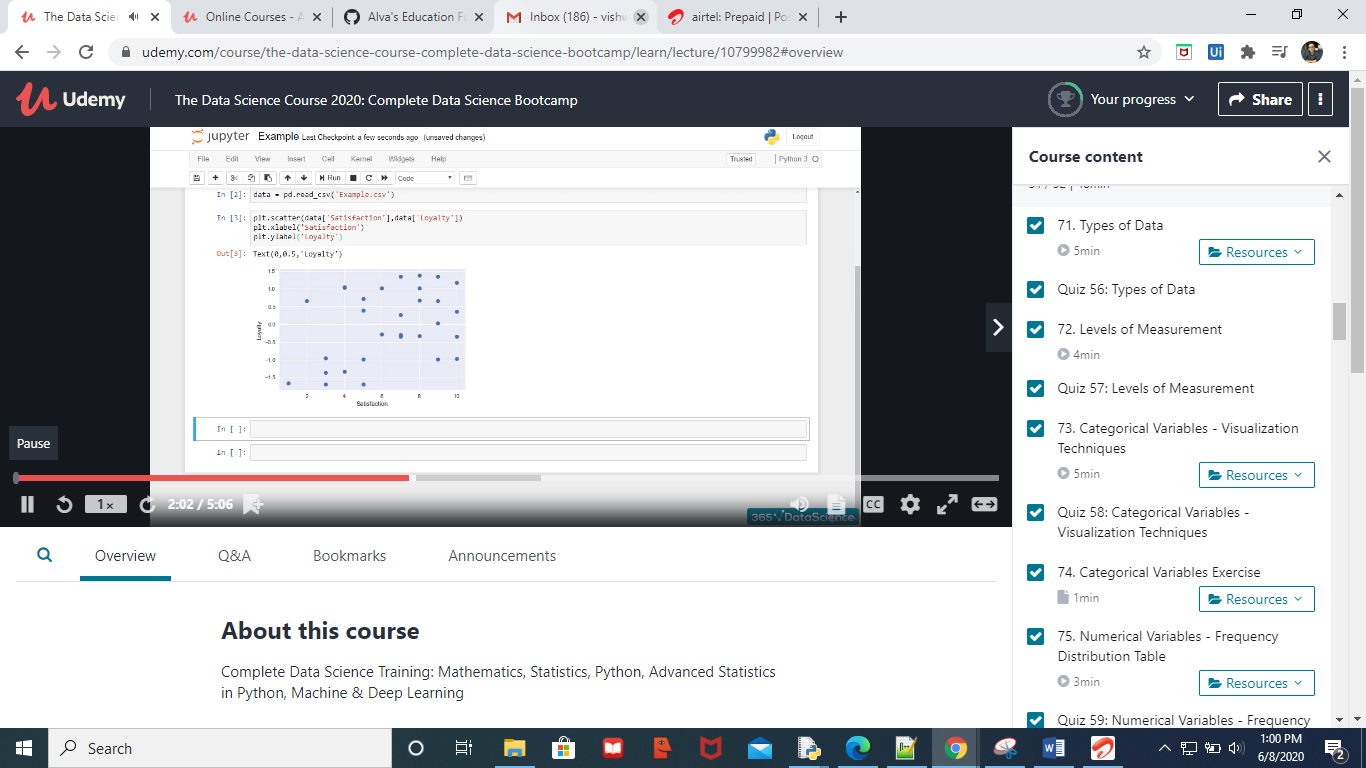 The Data Scier
Online Courses - A
Alva's Education F
Inbox (186) - vishw
airtel: Prepaid | Po
udemy.com/course/the-data-science-course-complete-data-science-bootcamp/learn/lecture/10799982#overview
Udemy
The Data Science Course 2020: Complete Data Science Bootcamp
Your progress
Share
jupyter Example Last Checkpoint: a few seconds ago (unsaved changes)
Logout
File Edit View Insert Cell Kernel Widgets Help
Trusted
Python 3
Run
Code
In [2]: data = pd.read_csv('Example.csv')
In [3]: plt.scatter(data['Satisfaction'],data['Loyalty'])
plt.xlabel('Satisfaction')
plt.ylabel('Loyalty')
Out[3]: Text(0,0.5,'Loyalty')
1.5
1.0
0.5
0.0
-0.5
-1.0
-1.5
Loyalty
2 4 6 8 10
Satisfaction
In [ ]:
In [ ]:
Pause
1x
2:02 / 5:06
CC
365√DataScience
Overview
Q&A
Bookmarks
Announcements
About this course
Complete Data Science Training: Mathematics, Statistics, Python, Advanced Statistics
in Python, Machine & Deep Learning
Course content
71. Types of Data
5min
Resources
Quiz 56: Types of Data
72. Levels of Measurement
4min
Quiz 57: Levels of Measurement
73. Categorical Variables - Visualization
Techniques
5min
Resources
Quiz 58: Categorical Variables -
Visualization Techniques
74. Categorical Variables Exercise
1min
Resources
75. Numerical Variables - Frequency
Distribution Table
3min
Resources
Quiz 59: Numerical Variables - Frequency
Search
1:00 PM
6/8/2020
2